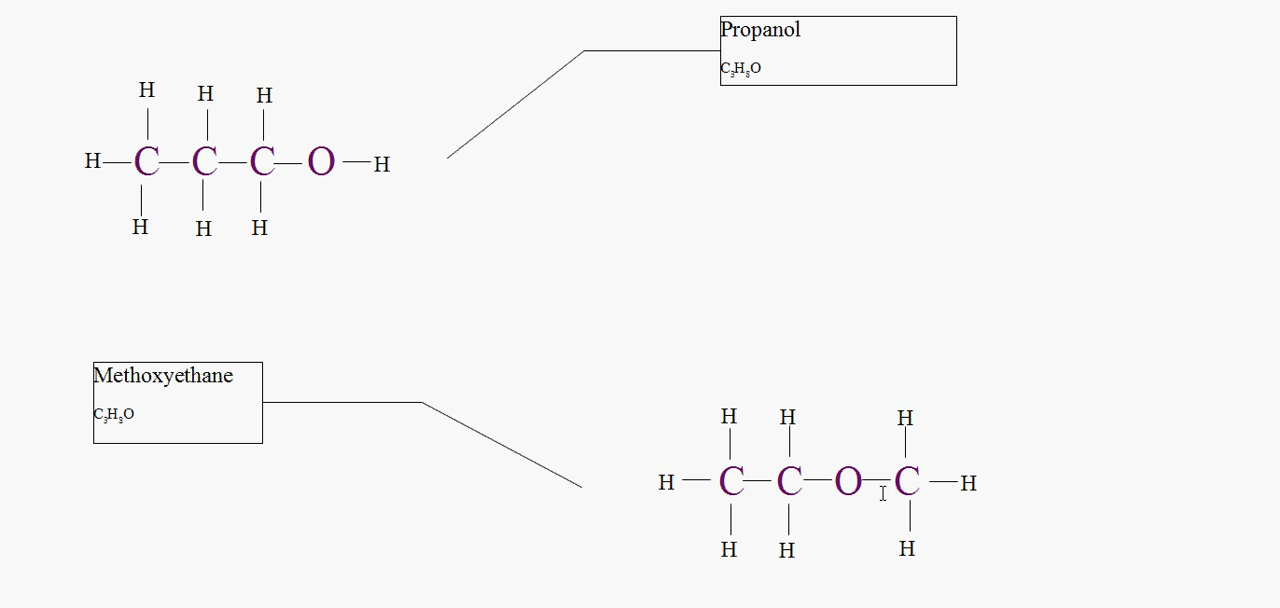 Propanol
C₃H₈O
H H H
H—C—C—C—O—H
H H H
Methoxyethane
C₃H₈O
H H H
H—C—C—O—C—H
H H H